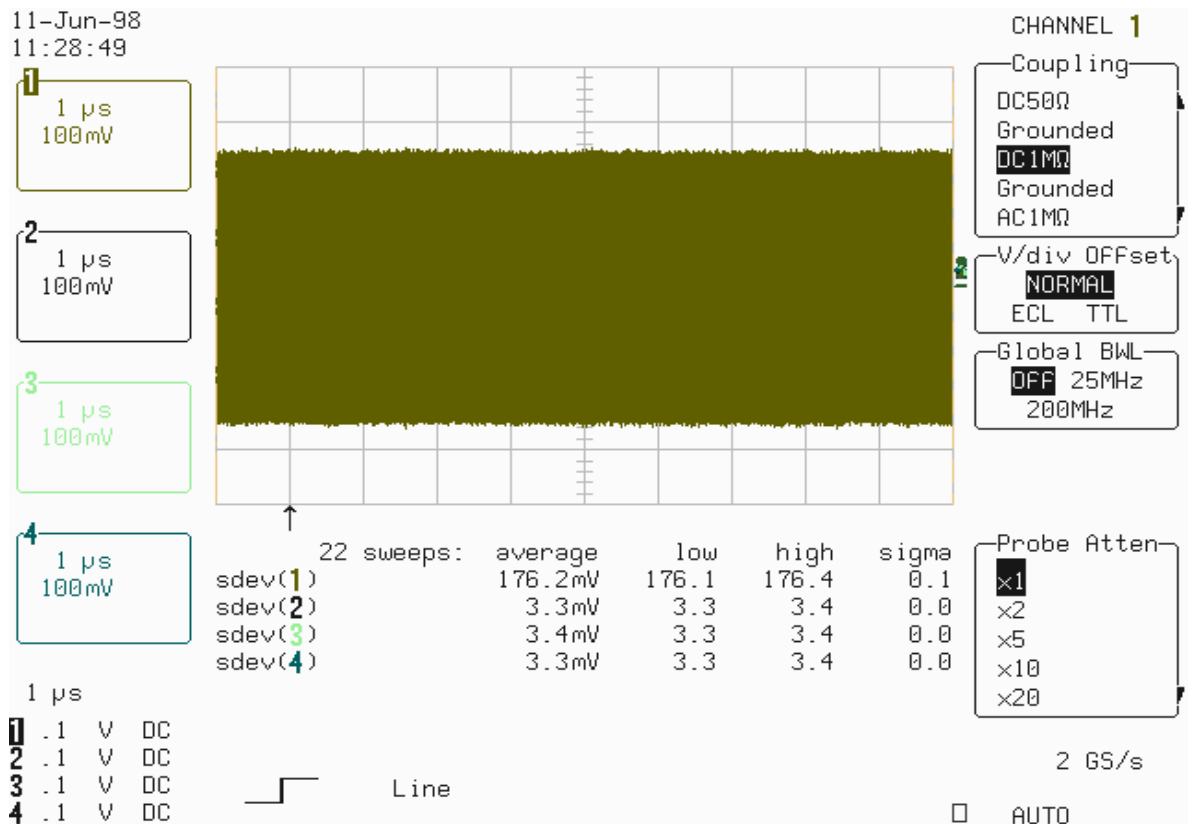 11-Jun-98
11:28:49
1
1 µs
100mV
2
1 µs
100mV
3
1 µs
100mV
4
1 µs
100mV
1 µs
1 .1 V DC
2 .1 V DC
3 .1 V DC
4 .1 V DC
22 sweeps: average low high sigma
sdev(1) 176.2mV 176.1 176.4 0.1
sdev(2) 3.3mV 3.3 3.4 0.0
sdev(3) 3.4mV 3.3 3.4 0.0
sdev(4) 3.3mV 3.3 3.4 0.0
Line
CHANNEL 1
Coupling
DC50Ω
Grounded
DC1MΩ
Grounded
AC1MΩ
V/div OFFset
NORMAL
ECL TTL
Global BWL
OFF 25MHz
200MHz
Probe Atten
×1
×2
×5
×10
×20
2 GS/s
AUTO